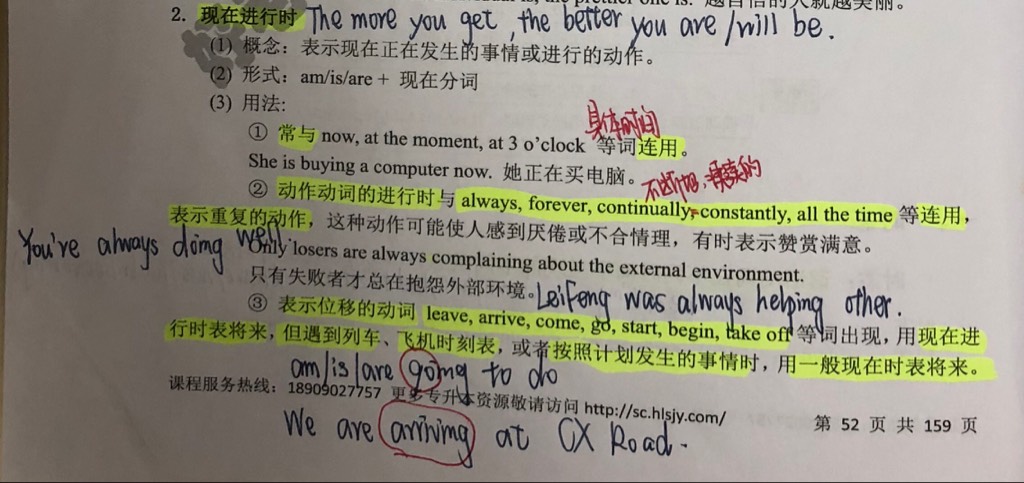 就越美丽。
2. 现在进行时 The more you get, the better you are/will be.
(1) 概念：表示现在正在发生的事情或进行的动作。
(2) 形式：am/is/are + 现在分词
(3) 用法：
具体时间
① 常与 now, at the moment, at 3 o'clock 等词连用。
She is buying a computer now. 她正在买电脑。
② 动作动词的进行时与 always, forever, continually, constantly, all the time 等连用，
表示重复的动作，这种动作可能使人感到厌倦或不合情理，有时表示赞赏满意。
You're always doing well.
Only losers are always complaining about the external environment.
只有失败者才总在抱怨外部环境。LeiFeng was always helping other.
③ 表示位移的动词 leave, arrive, come, go, start, begin, take off 等词出现，用现在进
行时表将来，但遇到列车、飞机时刻表，或者按照计划发生的事情时，用一般现在时表将来。
am/is/are going to do
课程服务热线：18909027757 更多专升本资源敬请访问 http://sc.hlsjy.com/
第 52 页 共 159 页
We are arriving at CX Road.